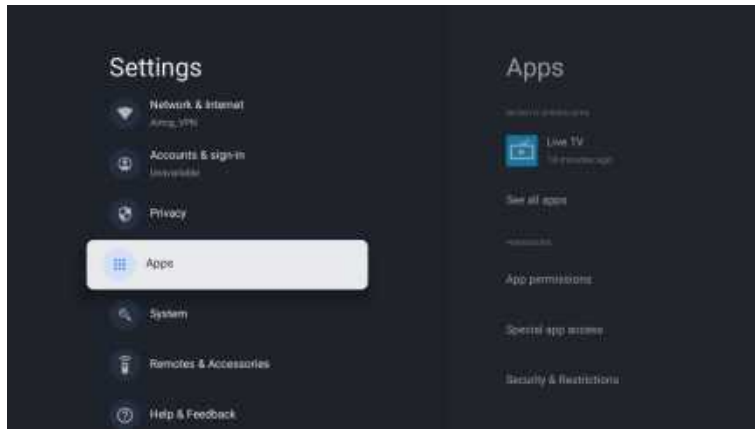 Settings
Network & Internet
Accounts & sign-in
Unavailable
Privacy
Apps
System
Remotes & Accessories
Help & Feedback
Apps
Live TV
See all apps
App permissions
Special app access
Security & Restrictions